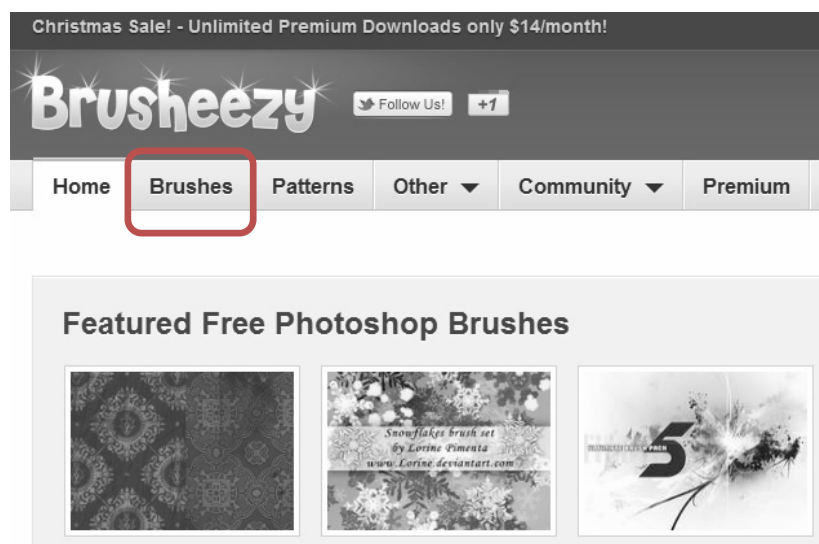 Christmas Sale! - Unlimited Premium Downloads only $14/month!
Brusheezy
Follow Us!
+1
Home Brushes Patterns Other Community Premium
Featured Free Photoshop Brushes
Snowflakes brush set
by Lorine Pimenta
www.Lorine.deviantart.com
5